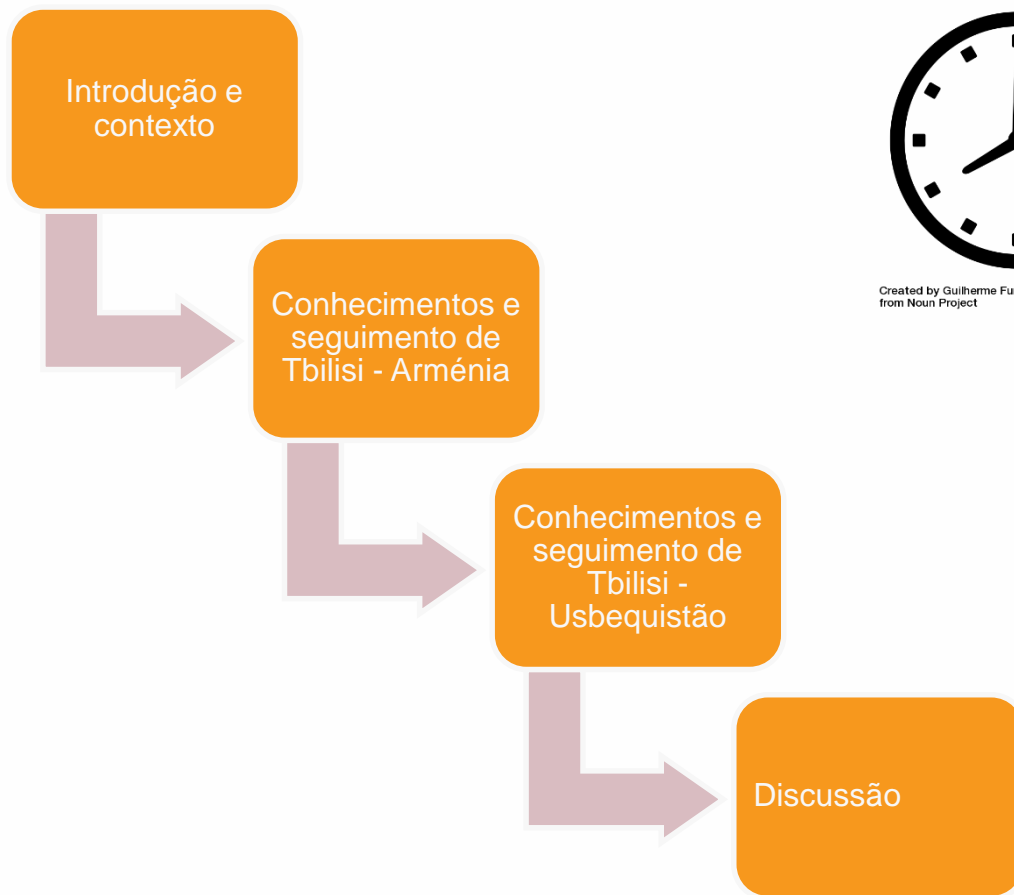 Introdução e
contexto
Created by Guilherme
from Noun Project
Conhecimentos e
seguimento de
Tbilisi - Arménia
Conhecimentos e
seguimento de
Tbilisi -
Usbequistão
Discussão